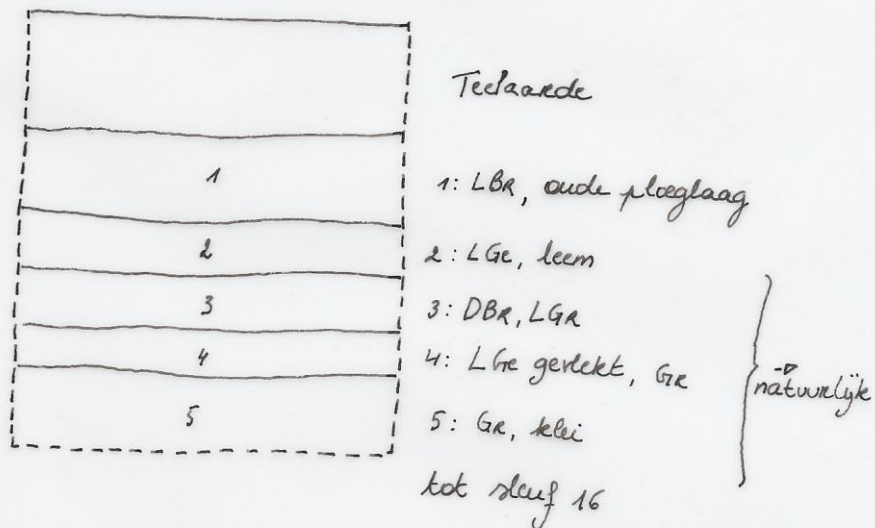 Teelaarde
1
1: LBR, oude ploeglaag
2
2: LGe, leem
3
3: DBR, LGR
4
4: LGe gevlekt, GR
natuurlijk
5
5: GR, klei
tot sleuf 16